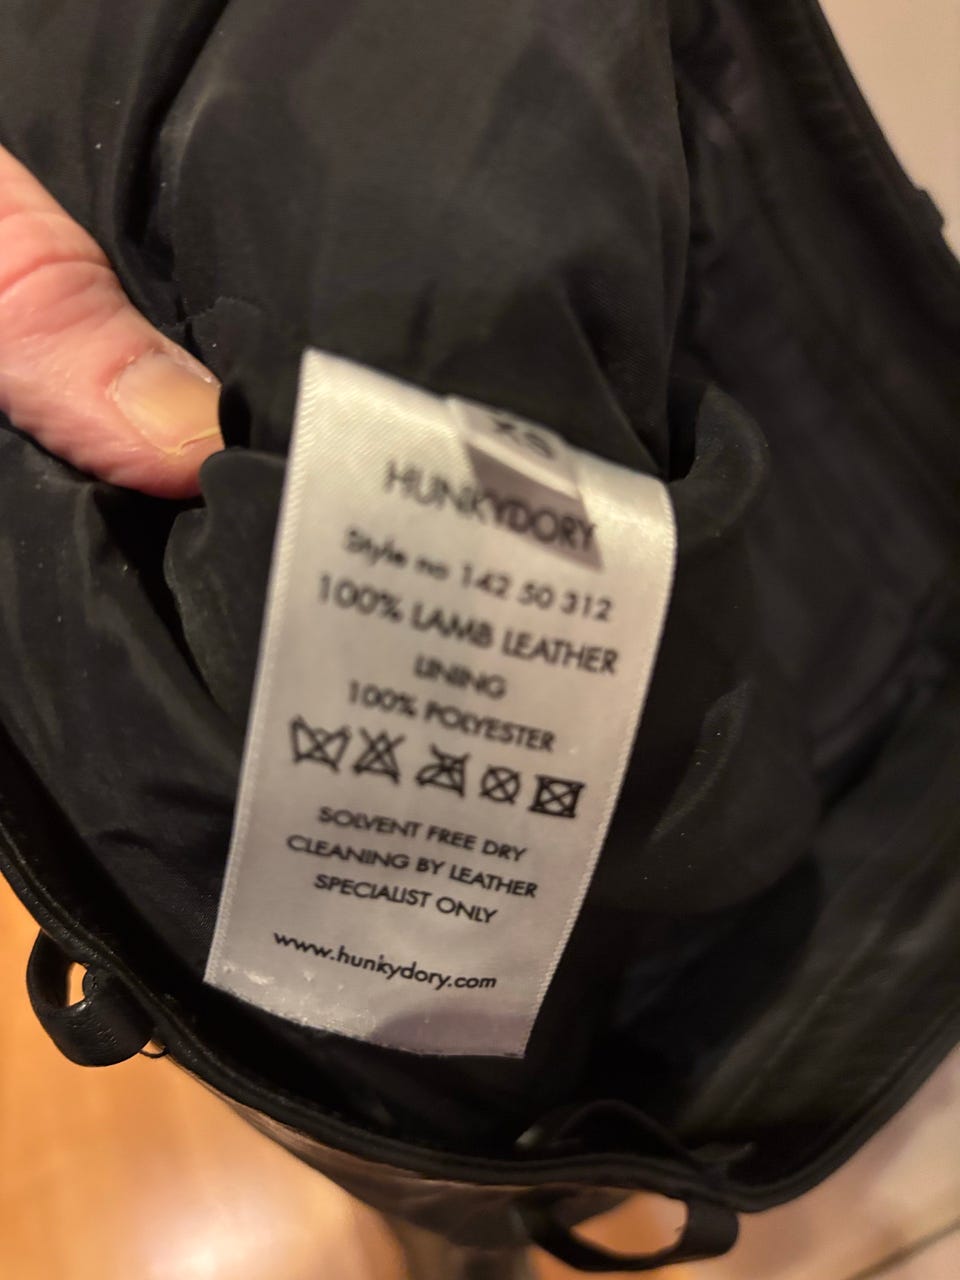 XS
HUNKYDORY
Style no 142 50 312
100% LAMB LEATHER
LINING
100% POLYESTER
SOLVENT FREE DRY
CLEANING BY LEATHER
SPECIALIST ONLY
www.hunkydory.com